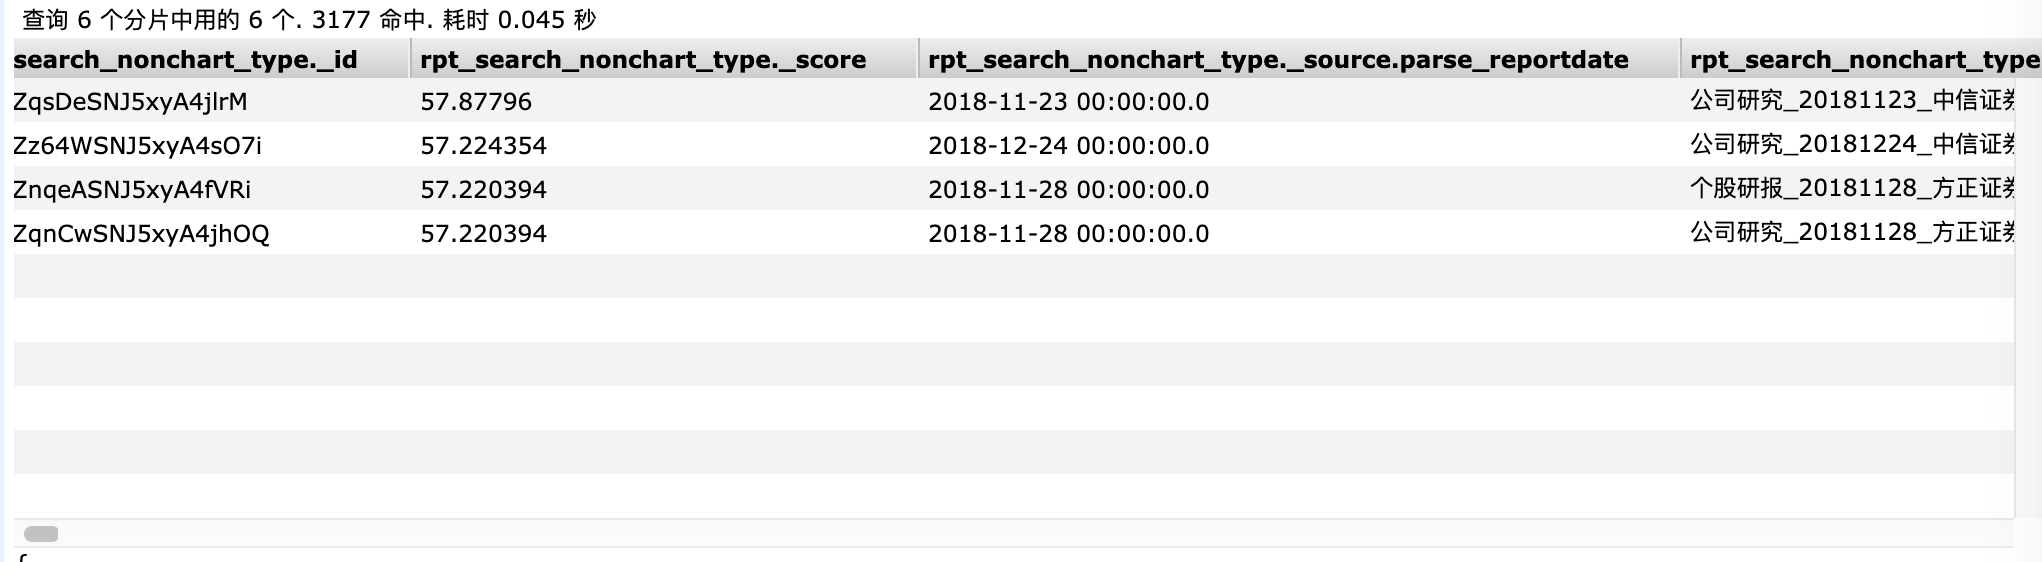 查询 6 个分片中用的 6 个. 3177 命中. 耗时 0.045 秒
search_nonchart_type._id rpt_search_nonchart_type._score rpt_search_nonchart_type._source.parse_reportdate rpt_search_nonchart_type
ZqsDeSNJ5xyA4jlrM 57.87796 2018-11-23 00:00:00.0 公司研究_20181123_中信证券
Zz64WSNJ5xyA4sO7i 57.224354 2018-12-24 00:00:00.0 公司研究_20181224_中信证券
ZnqeASNJ5xyA4fVRi 57.220394 2018-11-28 00:00:00.0 个股研报_20181128_方正证券
ZqnCwSNJ5xyA4jhOQ 57.220394 2018-11-28 00:00:00.0 公司研究_20181128_方正证券